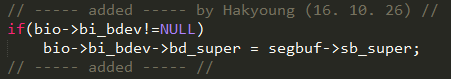 // ----- added ----- by Hakyoung (16. 10. 26) //
if(bio->bi_bdev!=NULL)
bio->bi_bdev->bd_super = segbuf->sb_super;
// ----- added ----- //